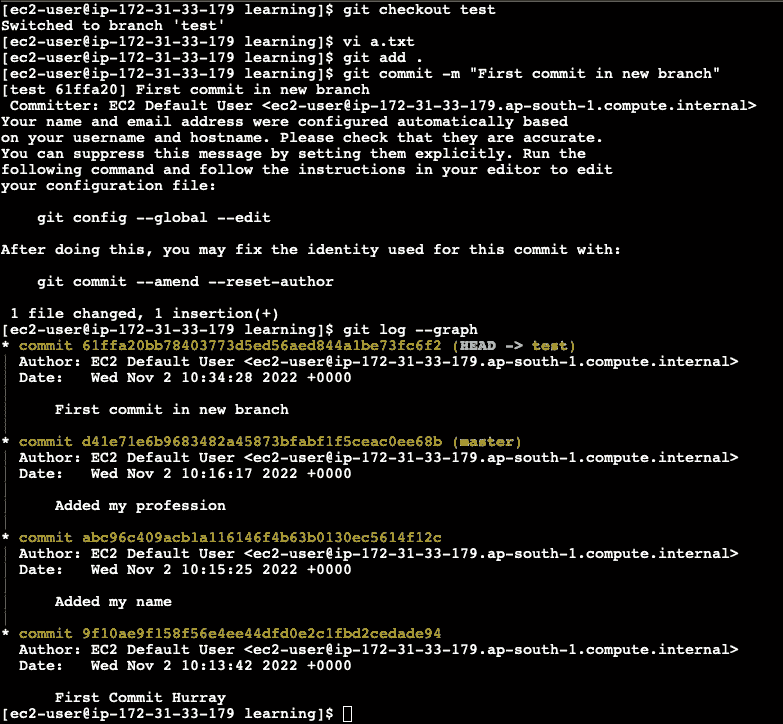 [ec2-user@ip-172-31-33-179 learning]$ git checkout test
Switched to branch 'test'
[ec2-user@ip-172-31-33-179 learning]$ vi a.txt
[ec2-user@ip-172-31-33-179 learning]$ git add .
[ec2-user@ip-172-31-33-179 learning]$ git commit -m "First commit in new branch"
[test 61ffa20] First commit in new branch
 Committer: EC2 Default User <ec2-user@ip-172-31-33-179.ap-south-1.compute.internal>
Your name and email address were configured automatically based
on your username and hostname. Please check that they are accurate.
You can suppress this message by setting them explicitly. Run the
following command and follow the instructions in your editor to edit
your configuration file:
    git config --global --edit
After doing this, you may fix the identity used for this commit with:
    git commit --amend --reset-author
 1 file changed, 1 insertion(+)
[ec2-user@ip-172-31-33-179 learning]$ git log --graph
* commit 61ffa20bb78403773d5ed56aed844a1be73fc6f2 (HEAD -> test)
| Author: EC2 Default User <ec2-user@ip-172-31-33-179.ap-south-1.compute.internal>
| Date:   Wed Nov 2 10:34:28 2022 +0000
|
|     First commit in new branch
|
* commit d41e71e6b9683482a45873bfabf1f5ceac0ee68b (master)
| Author: EC2 Default User <ec2-user@ip-172-31-33-179.ap-south-1.compute.internal>
| Date:   Wed Nov 2 10:16:17 2022 +0000
|
|     Added my profession
|
* commit abc96c409acb1a116146f4b63b0130ec5614f12c
| Author: EC2 Default User <ec2-user@ip-172-31-33-179.ap-south-1.compute.internal>
| Date:   Wed Nov 2 10:15:25 2022 +0000
|
|     Added my name
|
* commit 9f10ae9f158f56e4ee44dfd0e2c1fbd2cedade94
  Author: EC2 Default User <ec2-user@ip-172-31-33-179.ap-south-1.compute.internal>
  Date:   Wed Nov 2 10:13:42 2022 +0000
      First Commit Hurray
[ec2-user@ip-172-31-33-179 learning]$